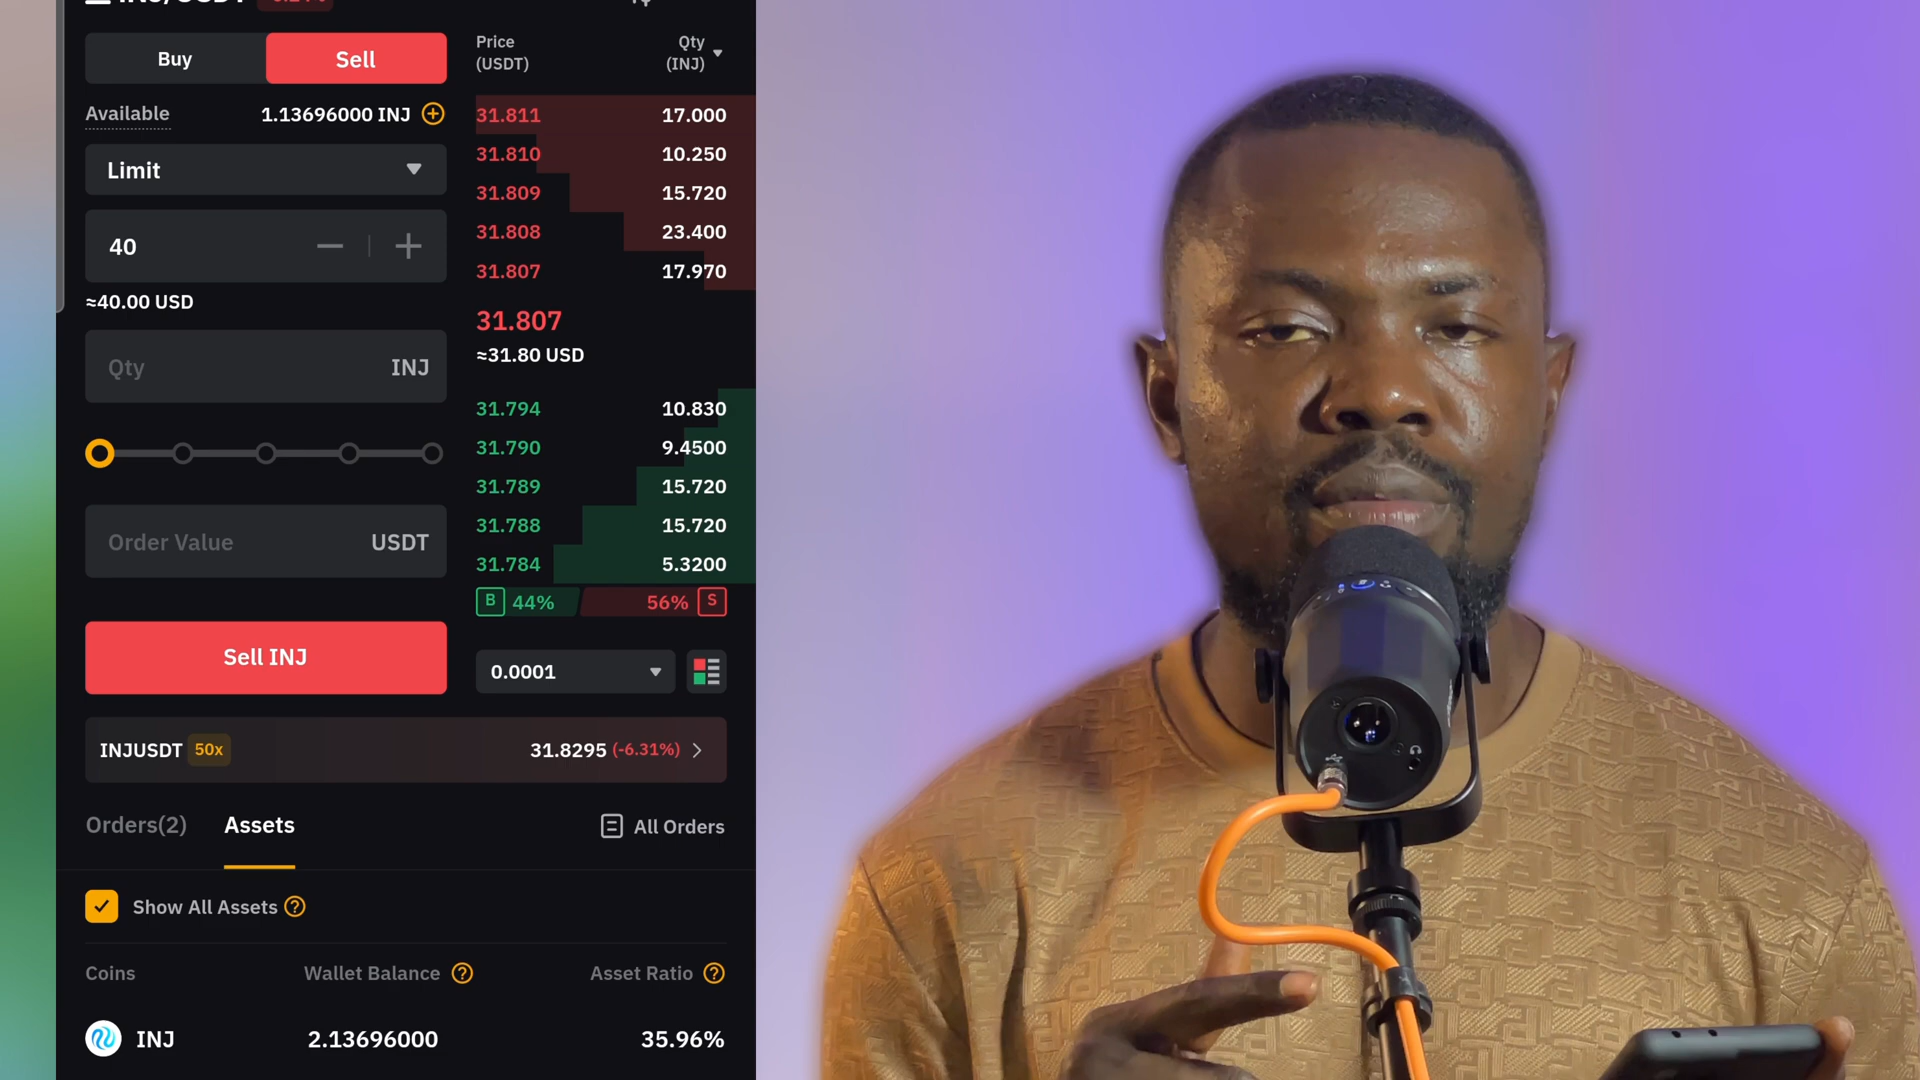 INJ/USDT
Buy
Sell
Available
1.13696000 INJ
Limit
40
≈40.00 USD
Qty
INJ
Order Value
USDT
Sell INJ
Price
(USDT)
Qty
(INJ)
31.811 17.000
31.810 10.250
31.809 15.720
31.808 23.400
31.807 17.970
31.807
≈31.80 USD
31.794 10.830
31.790 9.4500
31.789 15.720
31.788 15.720
31.784 5.3200
B 44% 56% S
0.0001
INJUSDT 50x 31.8295 (-6.31%)
Orders(2) Assets All Orders
Show All Assets
Coins Wallet Balance Asset Ratio
INJ 2.13696000 35.96%